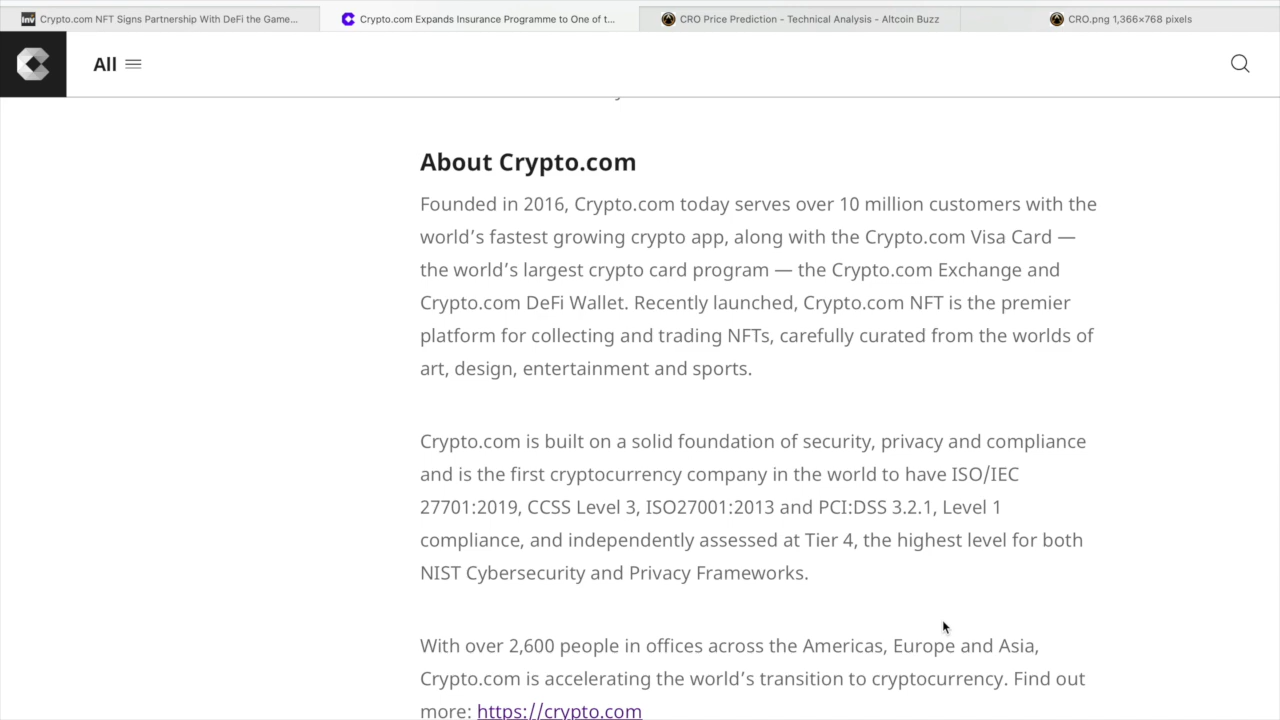 Crypto.com NFT Signs Partnership With DeFi the Game...
Crypto.com Expands Insurance Programme to One of t...
CRO Price Prediction - Technical Analysis - Altcoin Buzz
CRO.png 1,366×768 pixels
All
About Crypto.com
Founded in 2016, Crypto.com today serves over 10 million customers with the
world’s fastest growing crypto app, along with the Crypto.com Visa Card —
the world’s largest crypto card program — the Crypto.com Exchange and
Crypto.com DeFi Wallet. Recently launched, Crypto.com NFT is the premier
platform for collecting and trading NFTs, carefully curated from the worlds of
art, design, entertainment and sports.
Crypto.com is built on a solid foundation of security, privacy and compliance
and is the first cryptocurrency company in the world to have ISO/IEC
27701:2019, CCSS Level 3, ISO27001:2013 and PCI:DSS 3.2.1, Level 1
compliance, and independently assessed at Tier 4, the highest level for both
NIST Cybersecurity and Privacy Frameworks.
With over 2,600 people in offices across the Americas, Europe and Asia,
Crypto.com is accelerating the world’s transition to cryptocurrency. Find out
more: https://crypto.com